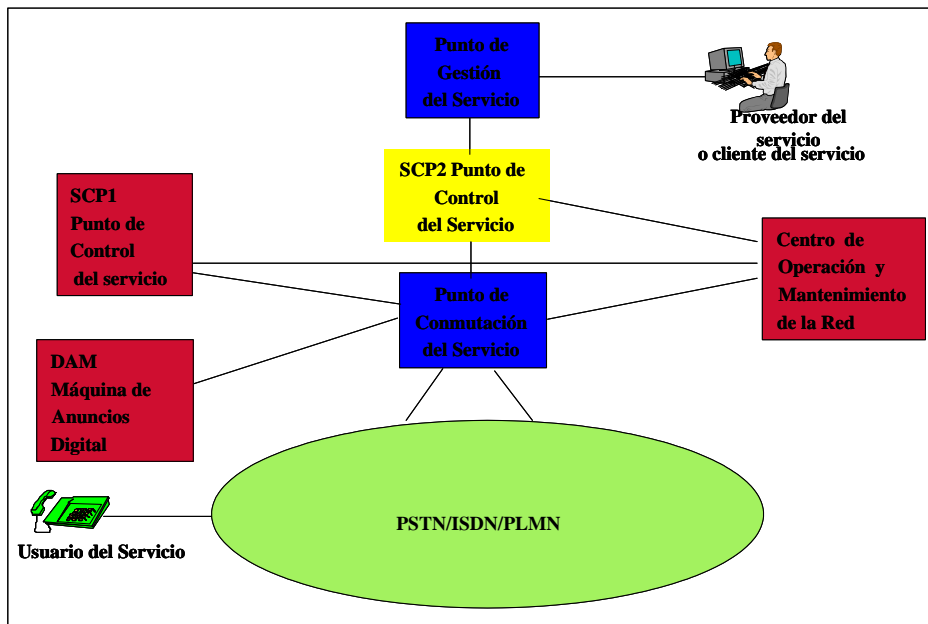 Punto de
Gestión
del Servicio
Proveedor del
servicio
o cliente del servicio
SCP2 Punto de
Control
del Servicio
SCP1
Punto de
Control
del servicio
Centro de
Operación y
Mantenimiento
de la Red
Punto de
Conmutación
del Servicio
DAM
Máquina de
Anuncios
Digital
PSTN/ISDN/PLMN
Usuario del Servicio